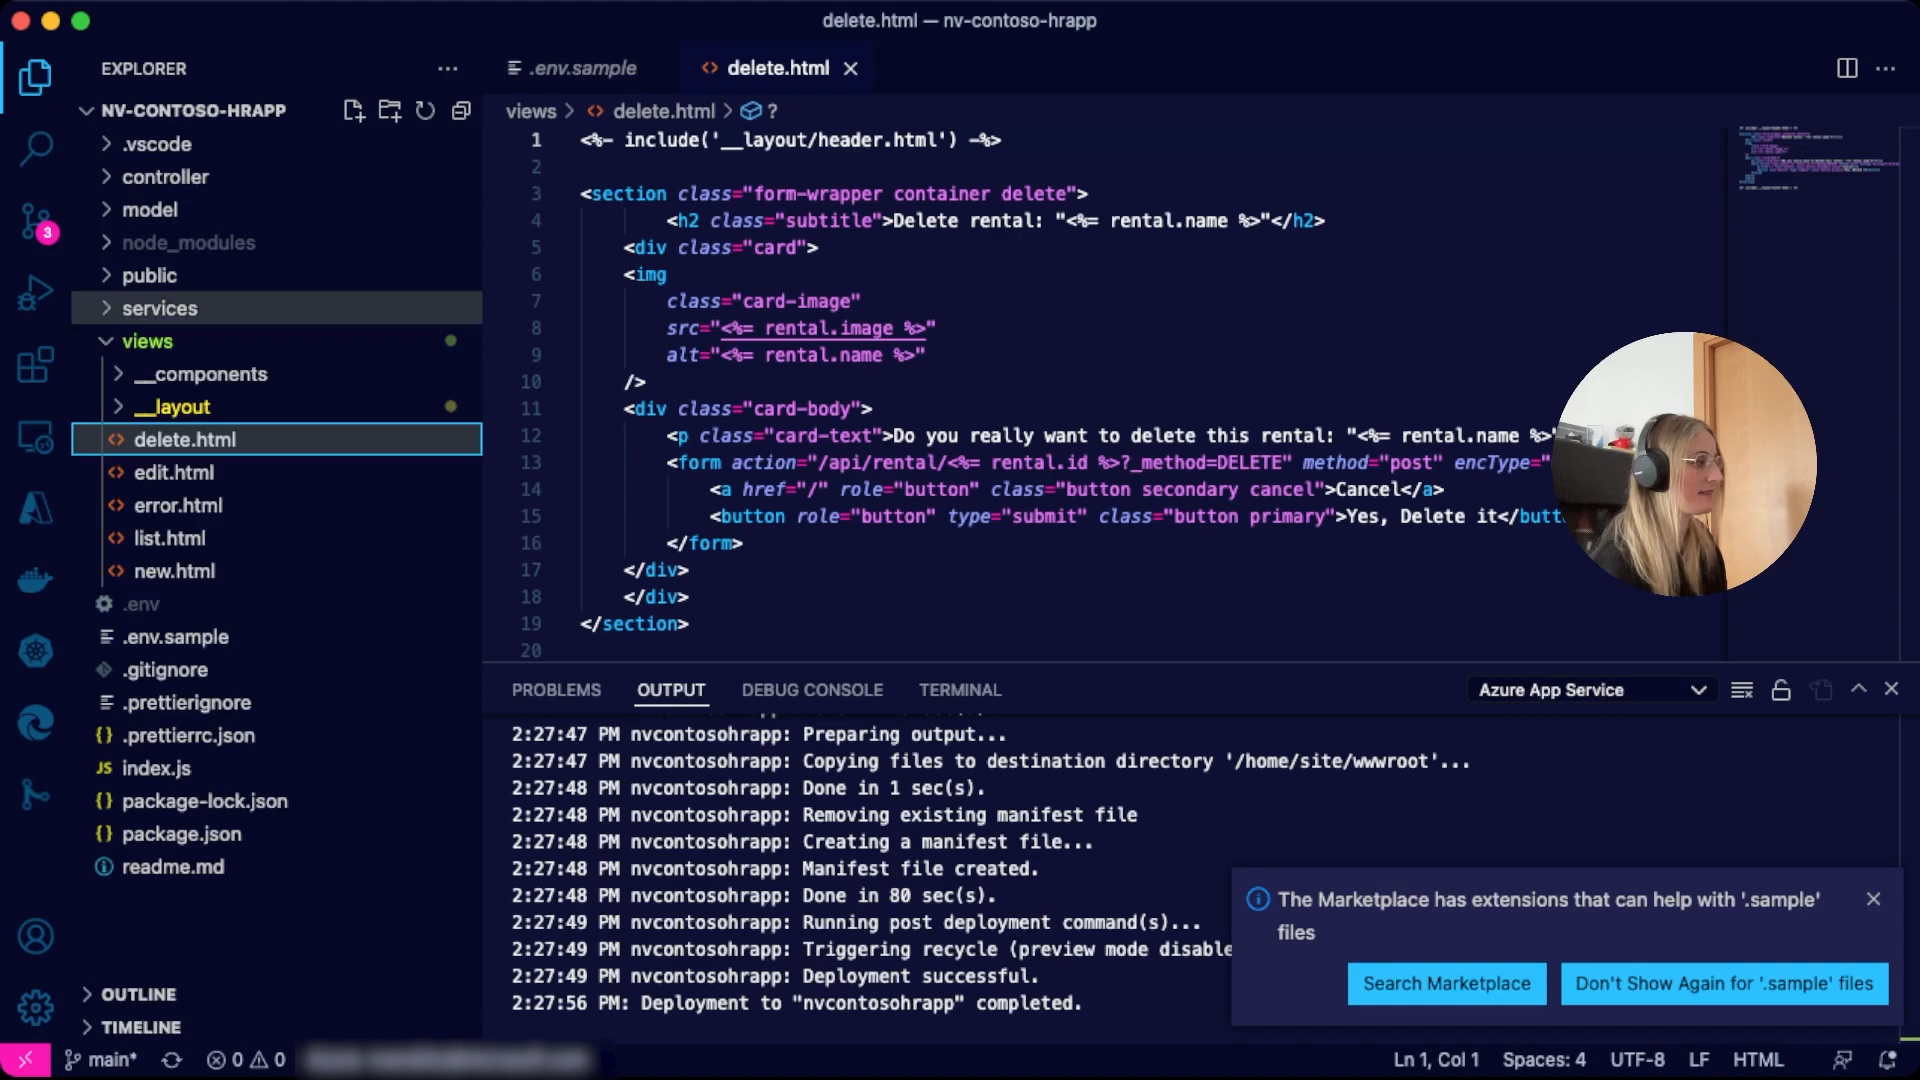 delete.html — nv-contoso-hrapp
EXPLORER
NV-CONTOSO-HRAPP
.vscode
controller
model
node_modules
public
services
views
__components
__layout
delete.html
edit.html
error.html
list.html
new.html
.env
.env.sample
.gitignore
.prettierignore
.prettierrc.json
index.js
package-lock.json
package.json
readme.md
OUTLINE
TIMELINE
3
.env.sample
delete.html
views > delete.html > ?
1 <%- include('__layout/header.html') -%>
2
3 <section class="form-wrapper container delete">
4 <h2 class="subtitle">Delete rental: "<%= rental.name %>"</h2>
5 <div class="card">
6 <img
7 class="card-image"
8 src="<%= rental.image %>"
9 alt="<%= rental.name %>"
10 />
11 <div class="card-body">
12 <p class="card-text">Do you really want to delete this rental: "<%= rental.name %>
13 <form action="/api/rental/<%= rental.id %>?_method=DELETE" method="post" encType="
14 <a href="/" role="button" class="button secondary cancel">Cancel</a>
15 <button role="button" type="submit" class="button primary">Yes, Delete it</butt
16 </form>
17 </div>
18 </div>
19 </section>
20
PROBLEMS OUTPUT DEBUG CONSOLE TERMINAL
Azure App Service
2:27:47 PM nvcontosohrapp: Preparing output...
2:27:47 PM nvcontosohrapp: Copying files to destination directory '/home/site/wwwroot'...
2:27:48 PM nvcontosohrapp: Done in 1 sec(s).
2:27:48 PM nvcontosohrapp: Removing existing manifest file
2:27:48 PM nvcontosohrapp: Creating a manifest file...
2:27:48 PM nvcontosohrapp: Manifest file created.
2:27:48 PM nvcontosohrapp: Done in 80 sec(s).
2:27:49 PM nvcontosohrapp: Running post deployment command(s)...
2:27:49 PM nvcontosohrapp: Triggering recycle (preview mode disable
2:27:49 PM nvcontosohrapp: Deployment successful.
2:27:56 PM: Deployment to "nvcontosohrapp" completed.
The Marketplace has extensions that can help with '.sample'
files
Search Marketplace
Don't Show Again for '.sample' files
main* 0 0
Ln 1, Col 1 Spaces: 4 UTF-8 LF HTML